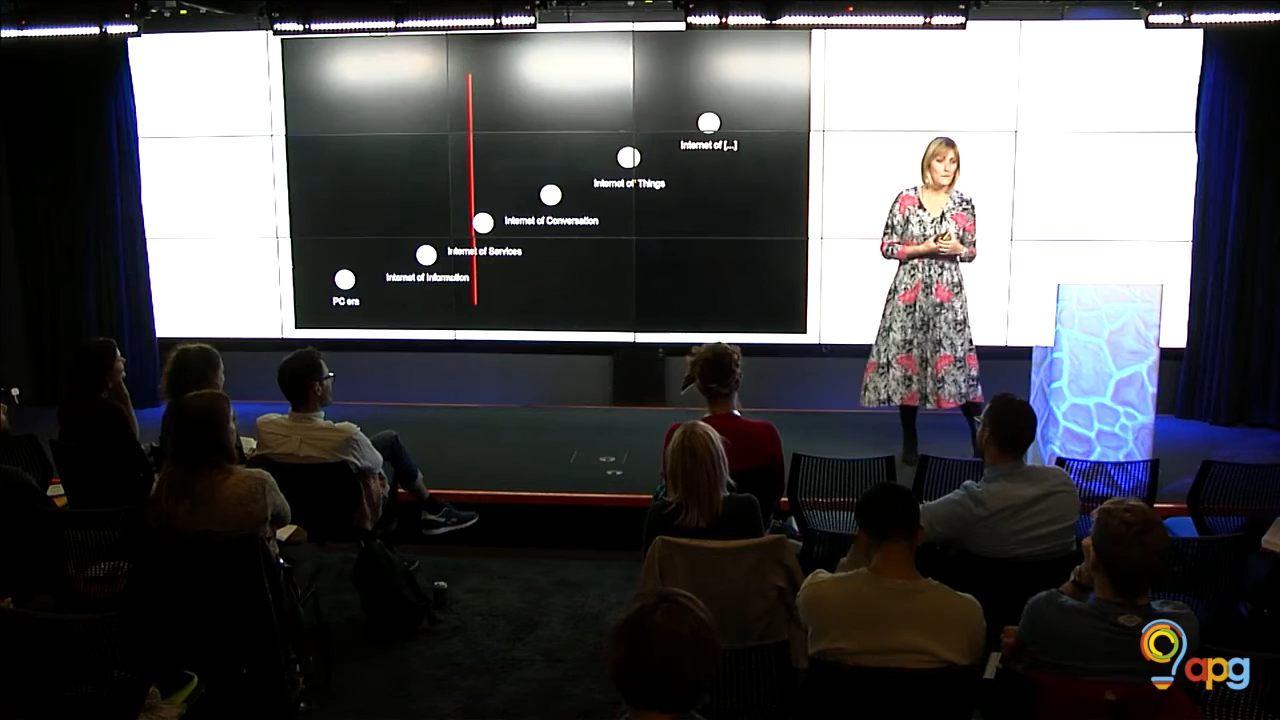 Internet of [...]
Internet of Things
Internet of Conversation
Internet of Services
Internet of Information
PC era
apg